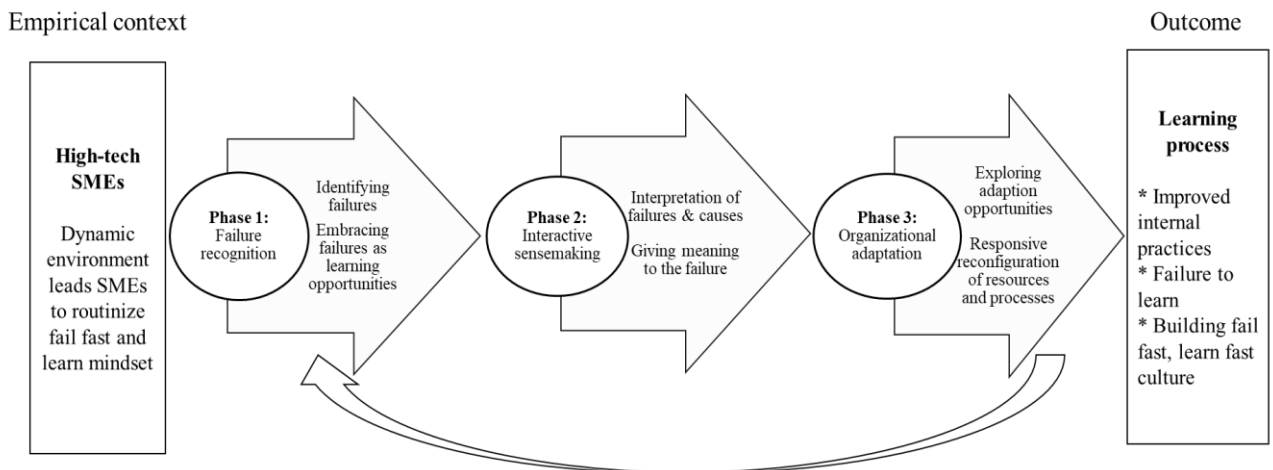 Empirical context
Outcome
High-tech
SMEs
Dynamic
environment
leads SMEs
to routinize
fail fast and
learn mindset
Phase 1:
Failure
recognition
Identifying
failures
Embracing
failures as
learning
opportunities
Phase 2:
Interactive
sensemaking
Interpretation of
failures & causes
Giving meaning
to the failure
Phase 3:
Organizational
adaptation
Exploring
adaption
opportunities
Responsive
reconfiguration
of resources
and processes
Learning
process
* Improved
internal
practices
* Failure to
learn
* Building fail
fast, learn fast
culture